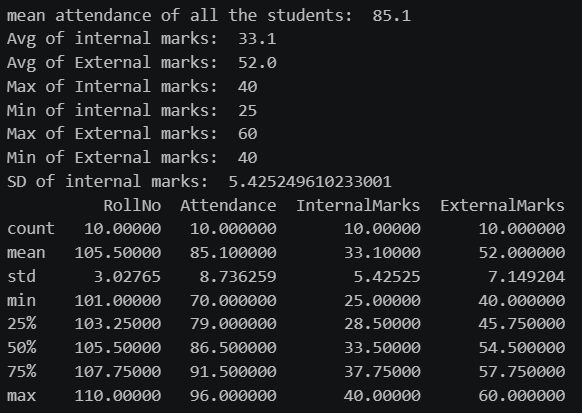 mean attendance of all the students:  85.1
Avg of internal marks:  33.1
Avg of External marks:  52.0
Max of Internal marks:  40
Min of internal marks:  25
Max of External marks:  60
Min of External marks:  40
SD of internal marks:  5.425249610233001
          RollNo  Attendance  InternalMarks  ExternalMarks
count   10.00000   10.000000       10.00000      10.000000
mean   105.50000   85.100000       33.10000      52.000000
std      3.02765    8.736259        5.42525       7.149204
min    101.00000   70.000000       25.00000      40.000000
25%    103.25000   79.000000       28.50000      45.750000
50%    105.50000   86.500000       33.50000      54.500000
75%    107.75000   91.500000       37.75000      57.750000
max    110.00000   96.000000       40.00000      60.000000